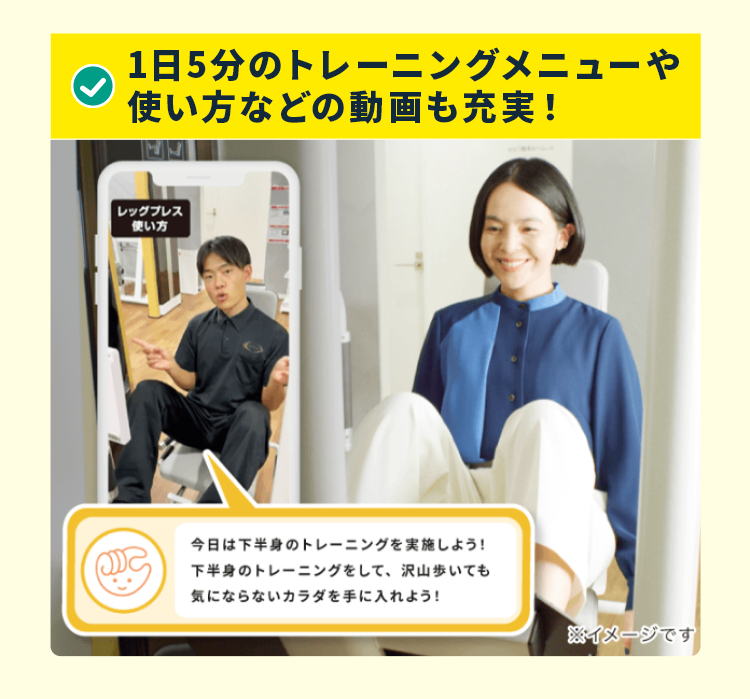 1日5分のトレーニングメニューや
使い方などの動画も充実！
レッグプレス
使い方
今日は下半身のトレーニングを実施しよう！
下半身のトレーニングをして、沢山歩いても
気にならないカラダを手に入れよう！
※イメージです